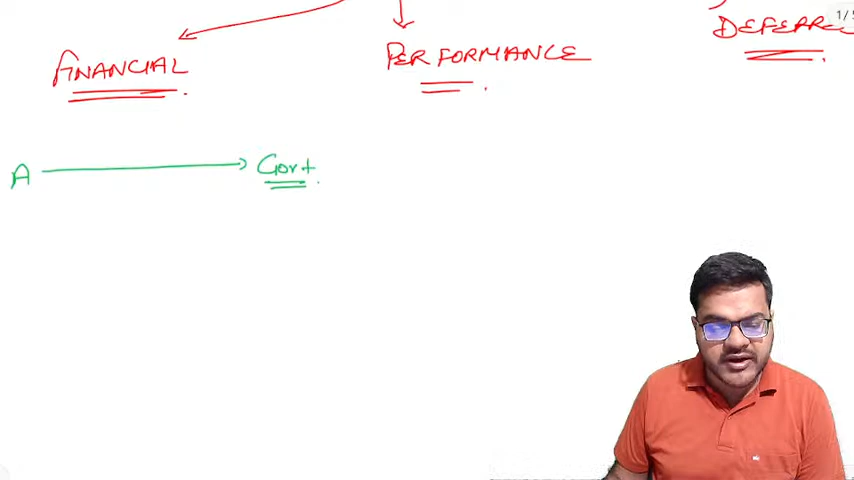 FINANCIAL
PERFORMANCE
DEFERRE
A
Govt